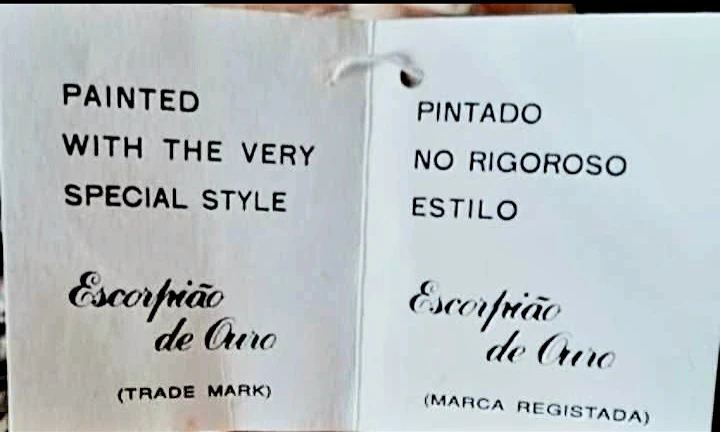 PAINTED
WITH THE VERY
SPECIAL STYLE
Escorpião
de Ouro
(TRADE MARK)
PINTADO
NO RIGOROSO
ESTILO
Escorpião
de Ouro
(MARCA REGISTADA)